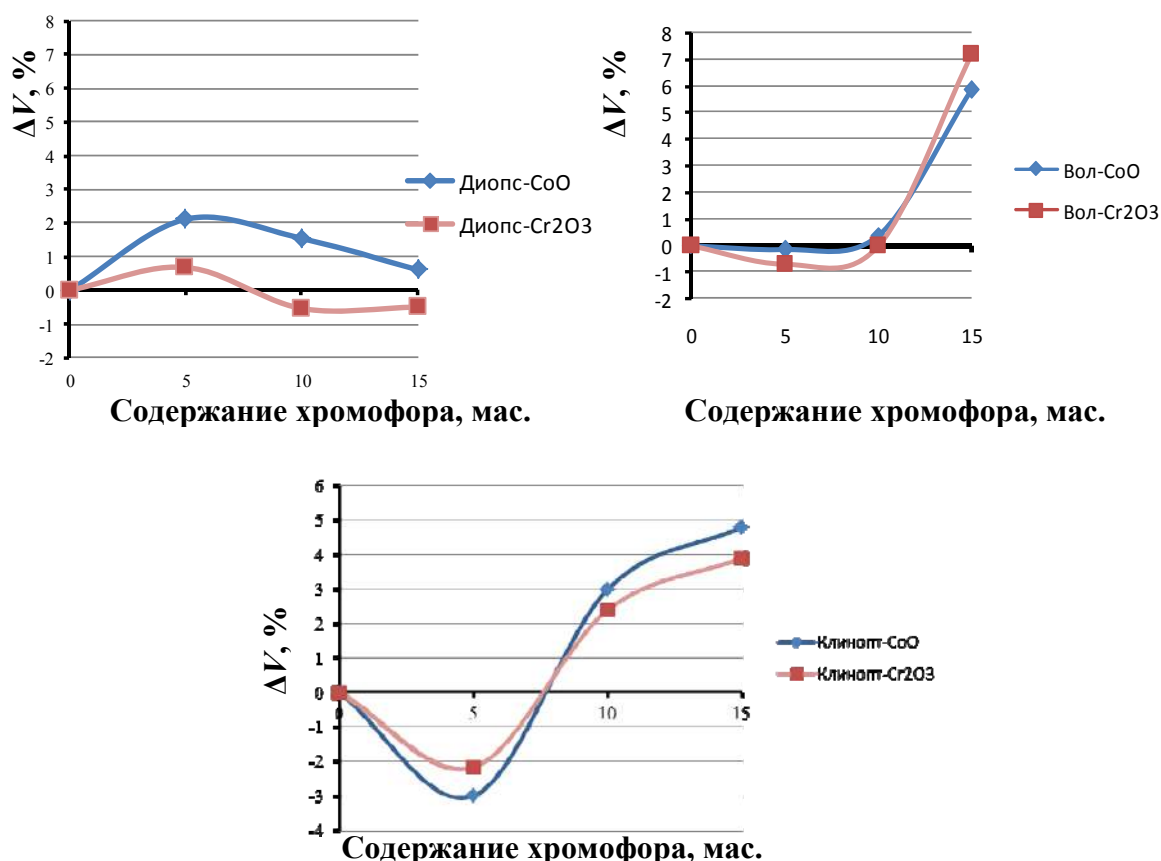 ΔV, %
8
7
6
5
4
3
2
1
0
-1
-2
0 5 10 15
Диопс-CoO
Диопс-Cr2O3
Содержание хромофора, мас.
ΔV, %
8
7
6
5
4
3
2
1
0
-1
-2
0 5 10 15
Вол-CoO
Вол-Cr2O3
Содержание хромофора, мас.
ΔV, %
6
5
4
3
2
1
0
-1
-2
-3
-4
0 5 10 15
Клинопт-CoO
Клинопт-Cr2O3
Содержание хромофора, мас.